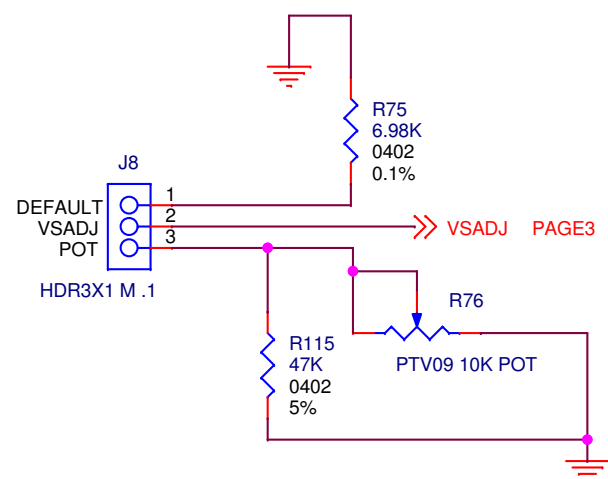 R75
6.98K
0402
0.1%
J8
DEFAULT 1
VSADJ 2
POT 3
VSADJ PAGE3
HDR3X1 M .1
R76
PTV09 10K POT
R115
47K
0402
5%